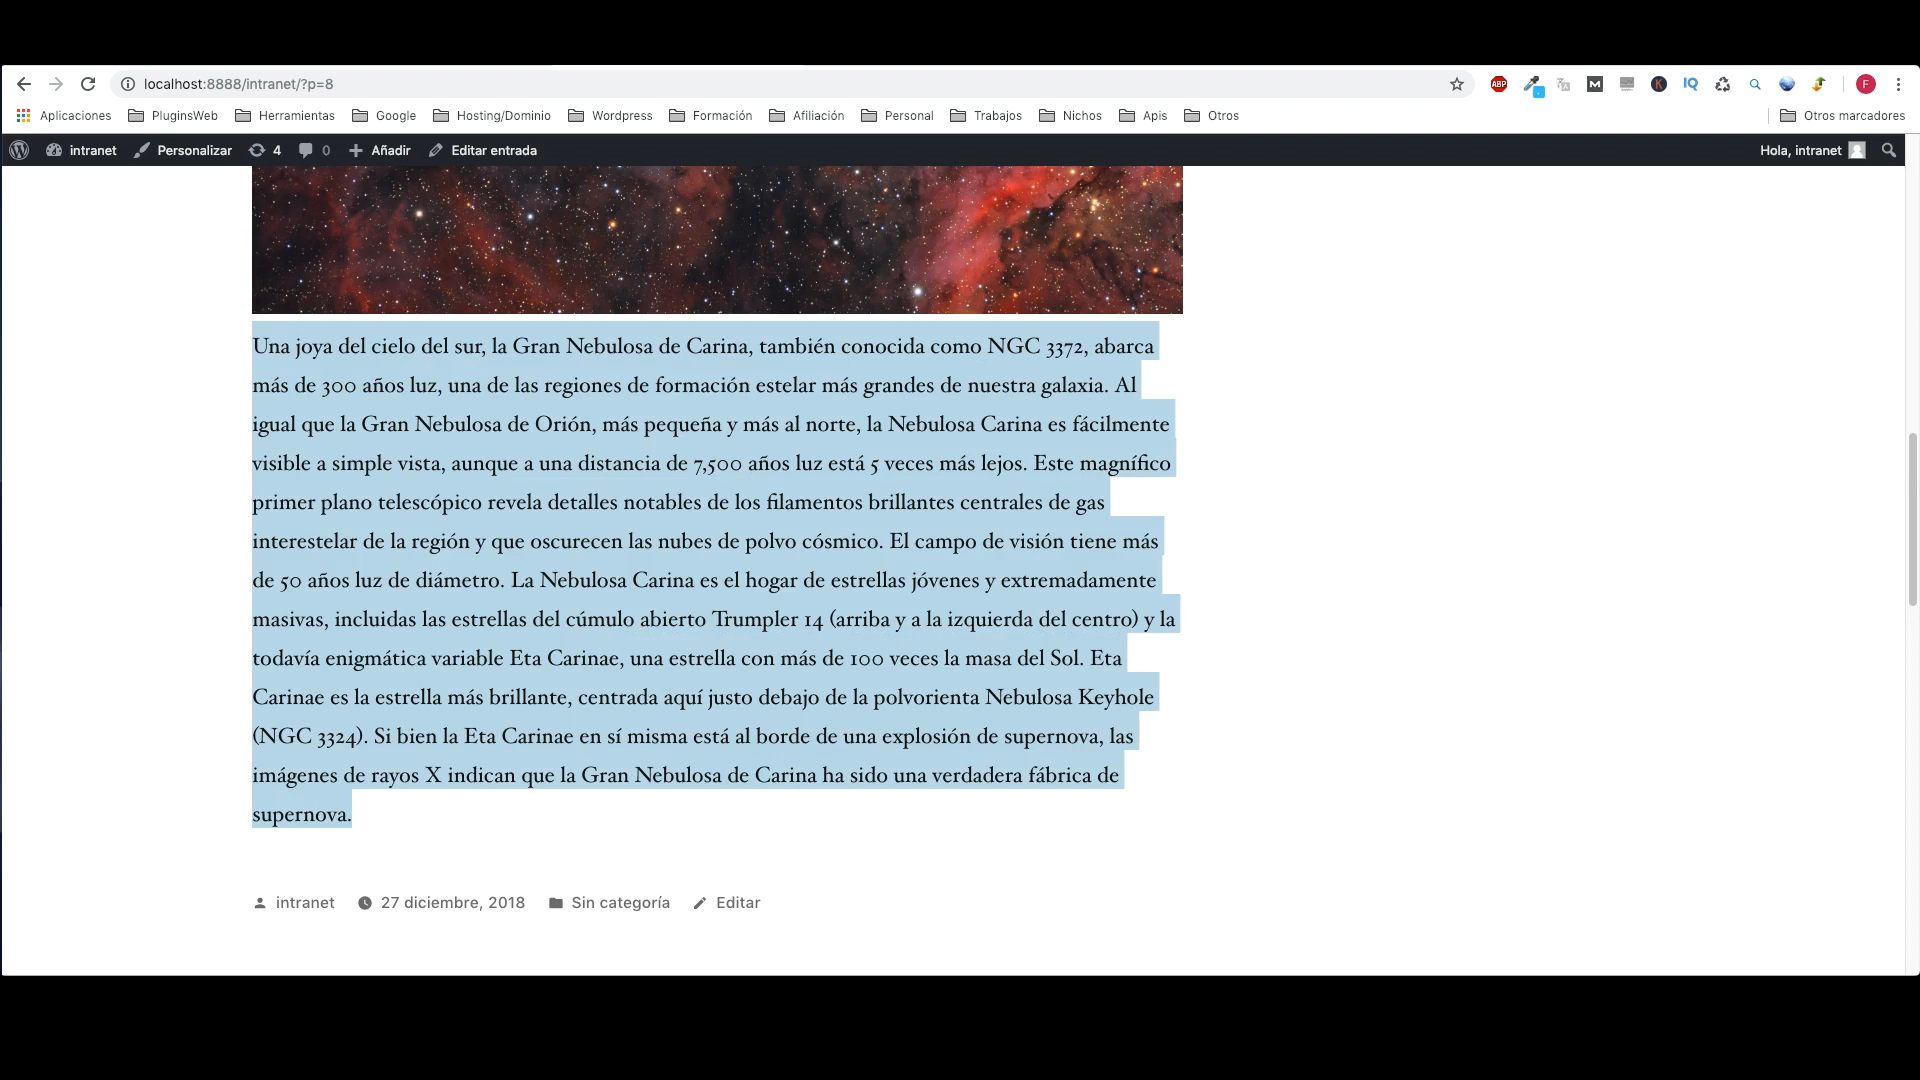 localhost:8888/intranet/?p=8
ABP
M
K
IQ
F
Aplicaciones PluginsWeb Herramientas Google Hosting/Dominio Wordpress Formación Nichos Afiliación Personal Trabajos Nichos Apis Otros Otros marcadores
intranet Personalizar 4 0 Añadir Editar entrada Hola, intranet
Una joya del cielo del sur, la Gran Nebulosa de Carina, también conocida como NGC 3372, abarca
más de 300 años luz, una de las regiones de formación estelar más grandes de nuestra galaxia. Al
igual que la Gran Nebulosa de Orión, más pequeña y más al norte, la Nebulosa Carina es fácilmente
visible a simple vista, aunque a una distancia de 7,500 años luz está 5 veces más lejos. Este magnífico
primer plano telescópico revela detalles notables de los filamentos brillantes centrales de gas
interestelar de la región y que oscurecen las nubes de polvo cósmico. El campo de visión tiene más
de 50 años luz de diámetro. La Nebulosa Carina es el hogar de estrellas jóvenes y extremadamente
masivas, incluidas las estrellas del cúmulo abierto Trumpler 14 (arriba y a la izquierda del centro) y la
todavía enigmática variable Eta Carinae, una estrella con más de 100 veces la masa del Sol. Eta
Carinae es la estrella más brillante, centrada aquí justo debajo de la polvorienta Nebulosa Keyhole
(NGC 3324). Si bien la Eta Carinae en sí misma está al borde de una explosión de supernova, las
imágenes de rayos X indican que la Gran Nebulosa de Carina ha sido una verdadera fábrica de
supernova.
intranet 27 diciembre, 2018 Sin categoría Editar